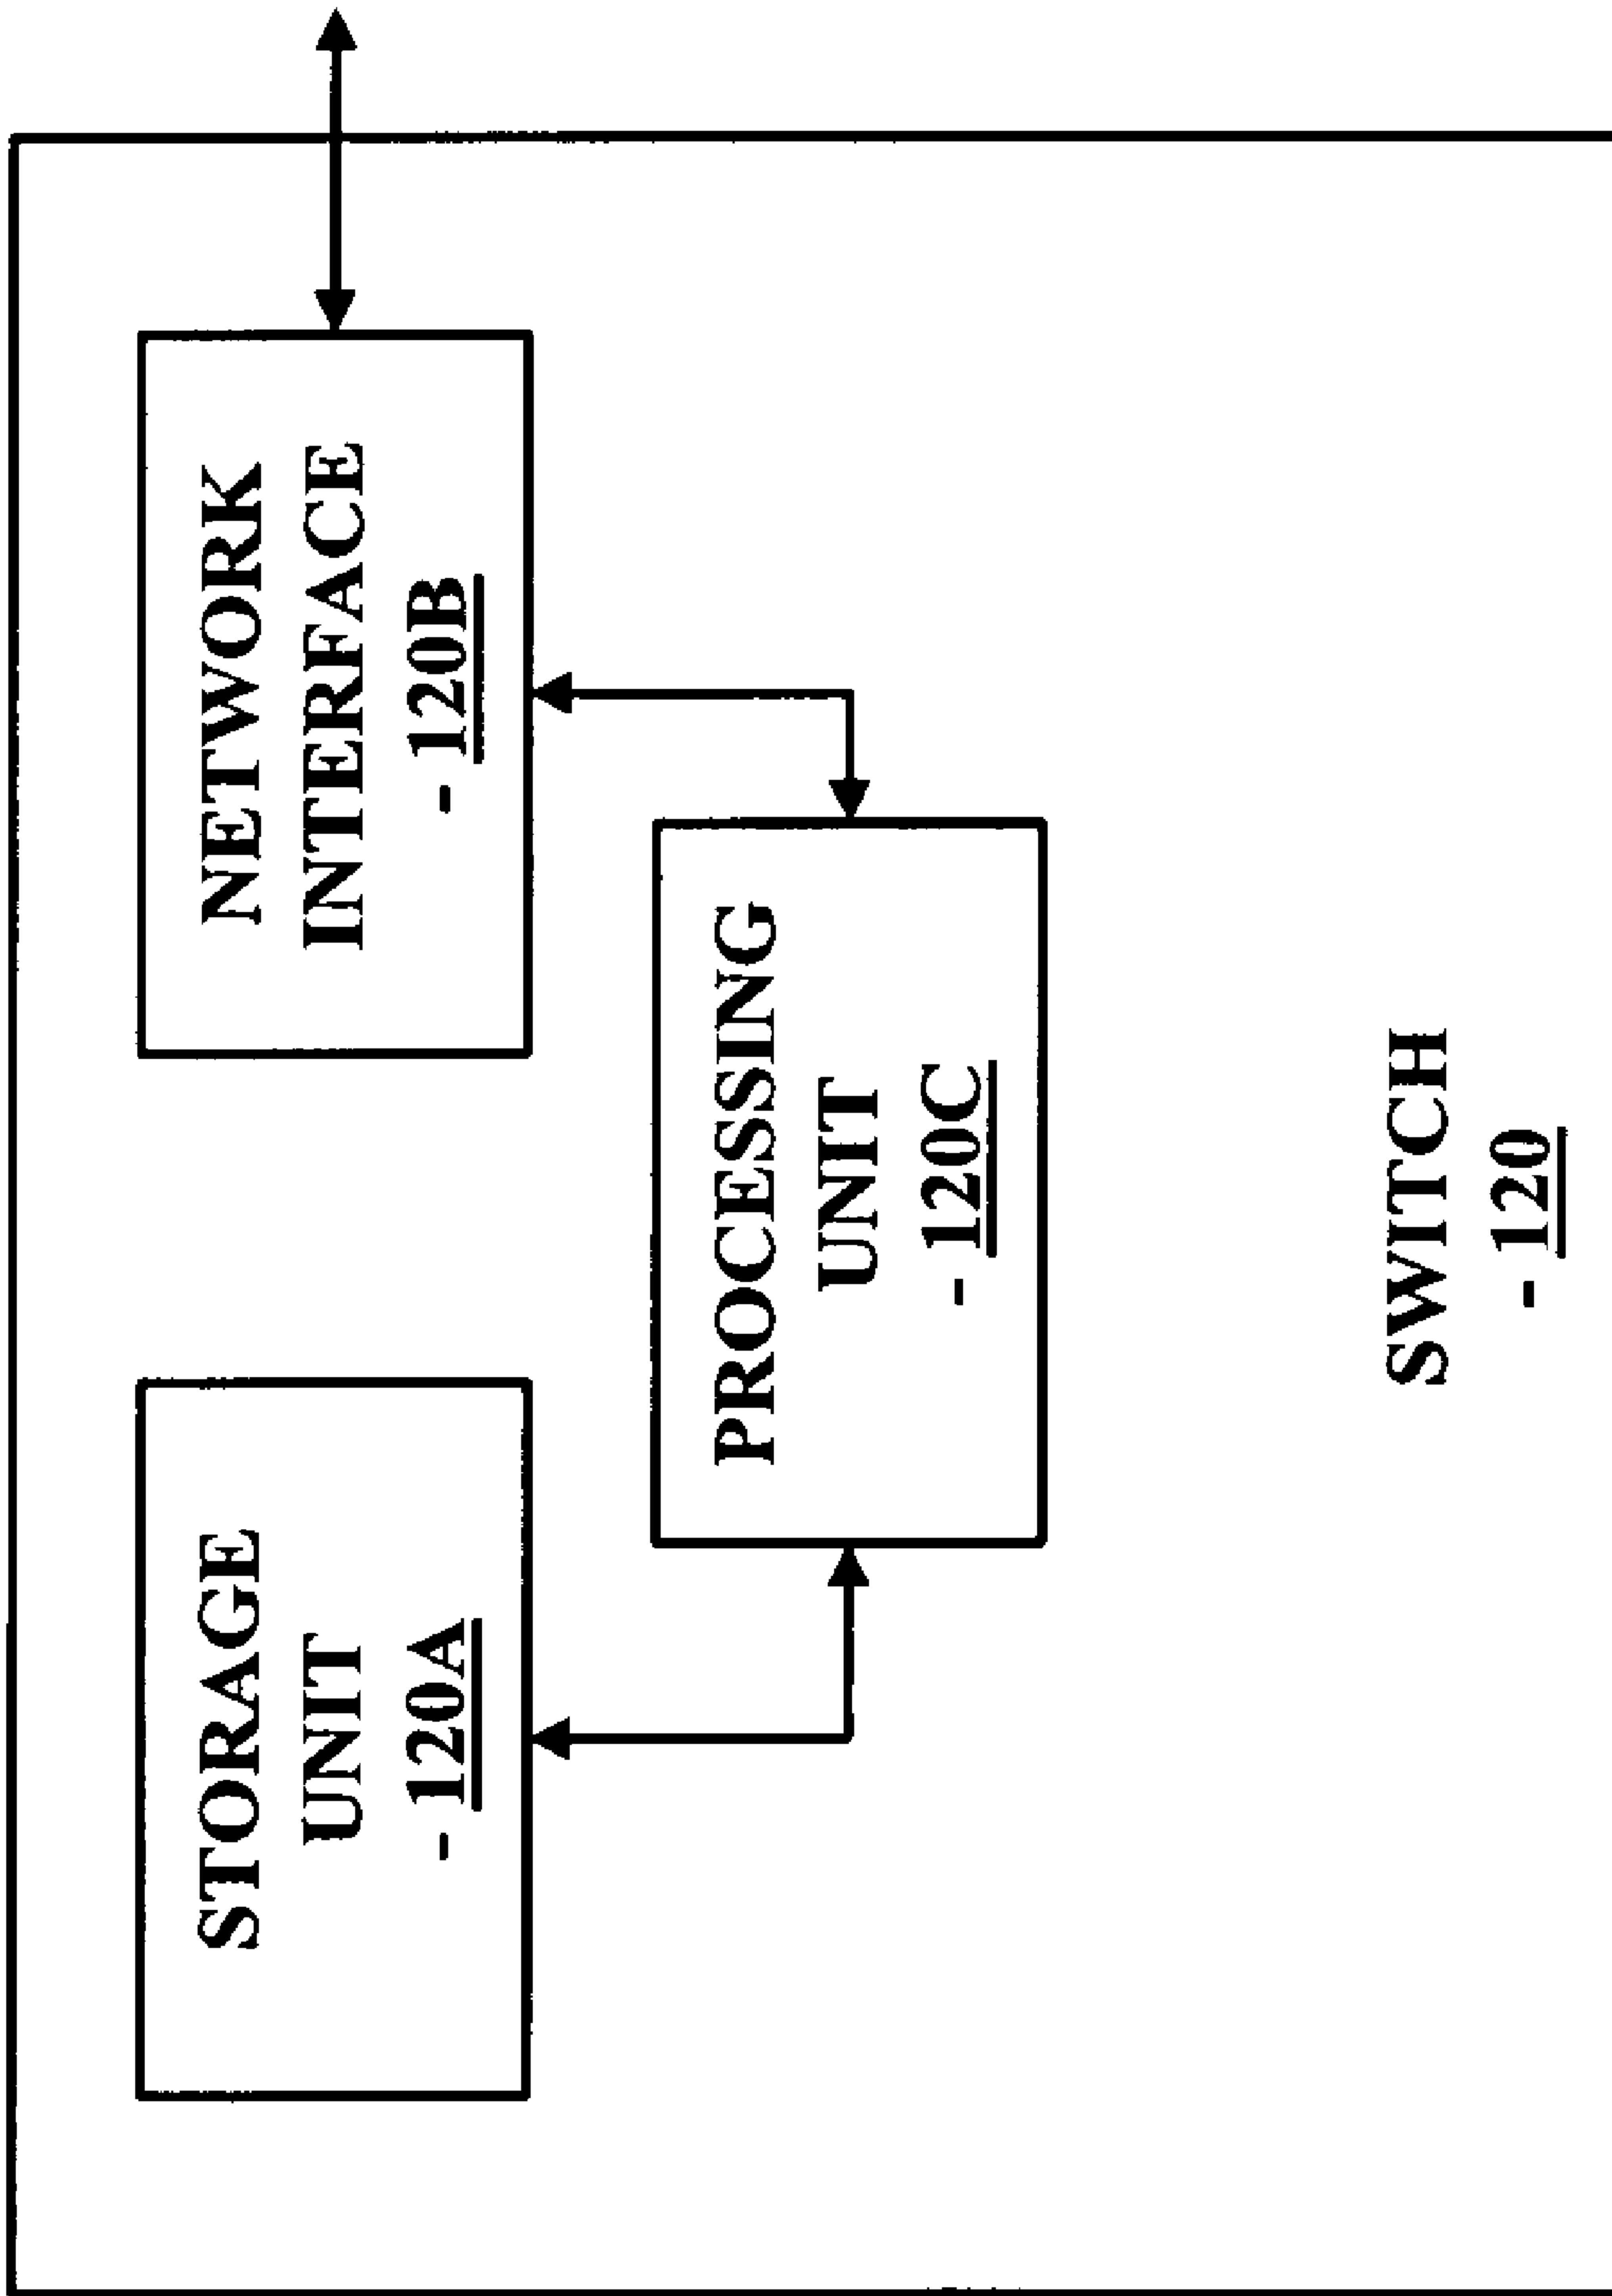 STORAGE
UNIT
- 120A
NETWORK
INTERFACE
- 120B
PROCESSING
UNIT
- 120C
SWITCH
- 120